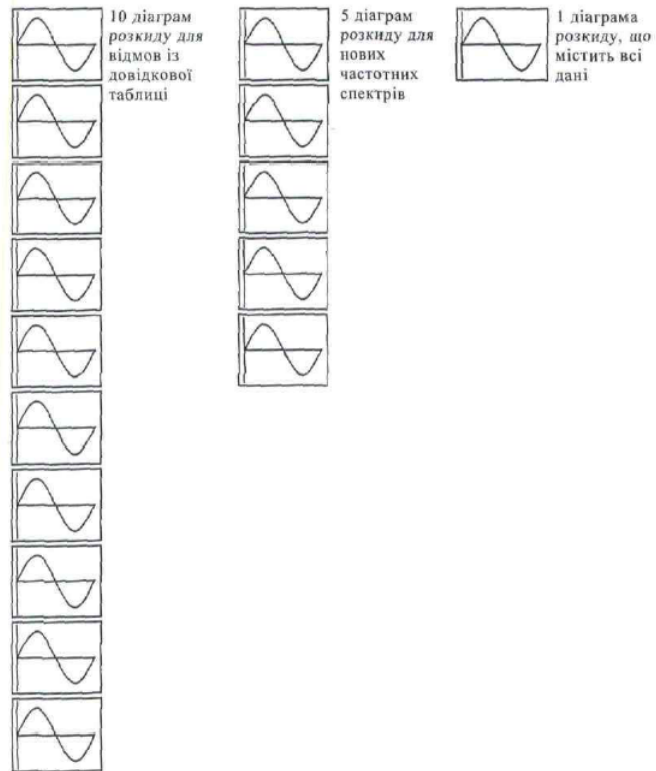 10 діаграм
розкиду для
відмов із
довідкової
таблиці
5 діаграм
розкиду для
нових
частотних
спектрів
1 діаграма
розкиду, що
містить всі
дані